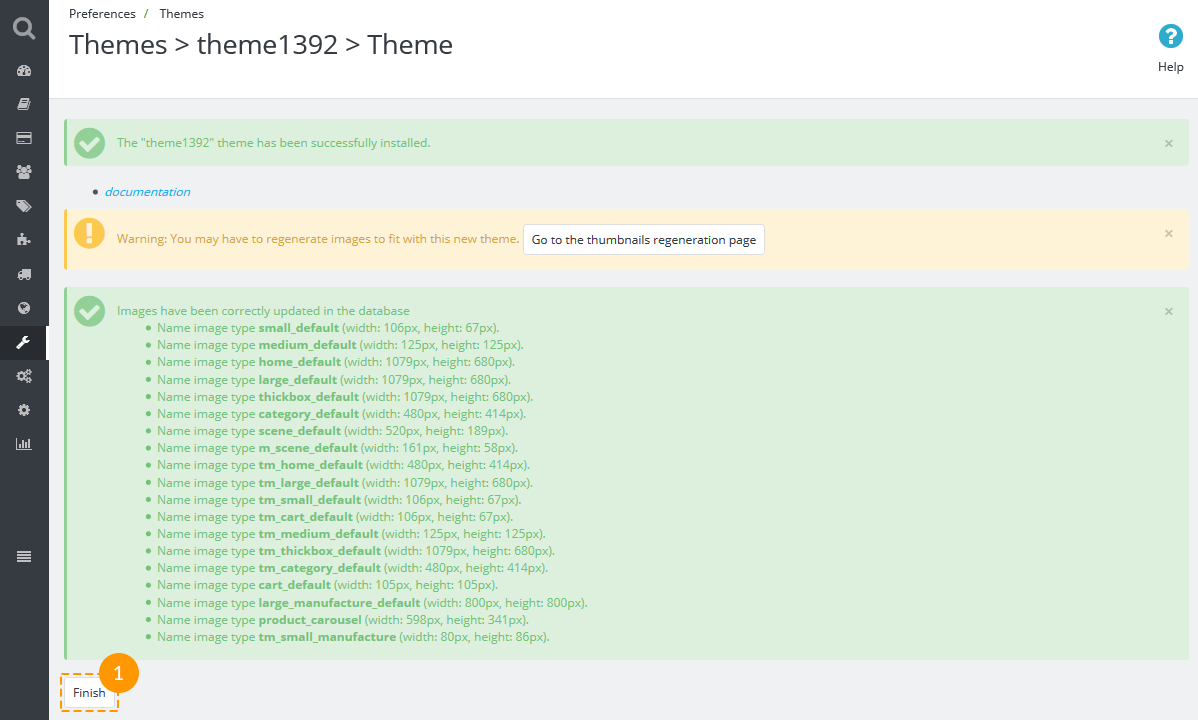 Preferences / Themes
Themes > theme1392 > Theme
?
Help
The "theme1392" theme has been successfully installed.
×
• documentation
Warning: You may have to regenerate images to fit with this new theme. Go to the thumbnails regeneration page
×
Images have been correctly updated in the database
×
• Name image type small_default (width: 106px, height: 67px).
• Name image type medium_default (width: 125px, height: 125px).
• Name image type home_default (width: 1079px, height: 680px).
• Name image type large_default (width: 1079px, height: 680px).
• Name image type thickbox_default (width: 1079px, height: 680px).
• Name image type category_default (width: 480px, height: 414px).
• Name image type scene_default (width: 520px, height: 189px).
• Name image type m_scene_default (width: 161px, height: 58px).
• Name image type tm_home_default (width: 480px, height: 414px).
• Name image type tm_large_default (width: 1079px, height: 680px).
• Name image type tm_small_default (width: 106px, height: 67px).
• Name image type tm_cart_default (width: 106px, height: 67px).
• Name image type tm_medium_default (width: 125px, height: 125px).
• Name image type tm_thickbox_default (width: 1079px, height: 680px).
• Name image type tm_category_default (width: 480px, height: 414px).
• Name image type cart_default (width: 105px, height: 105px).
• Name image type large_manufacture_default (width: 800px, height: 800px).
• Name image type product_carousel (width: 598px, height: 341px).
• Name image type tm_small_manufacture (width: 80px, height: 86px).
1
Finish